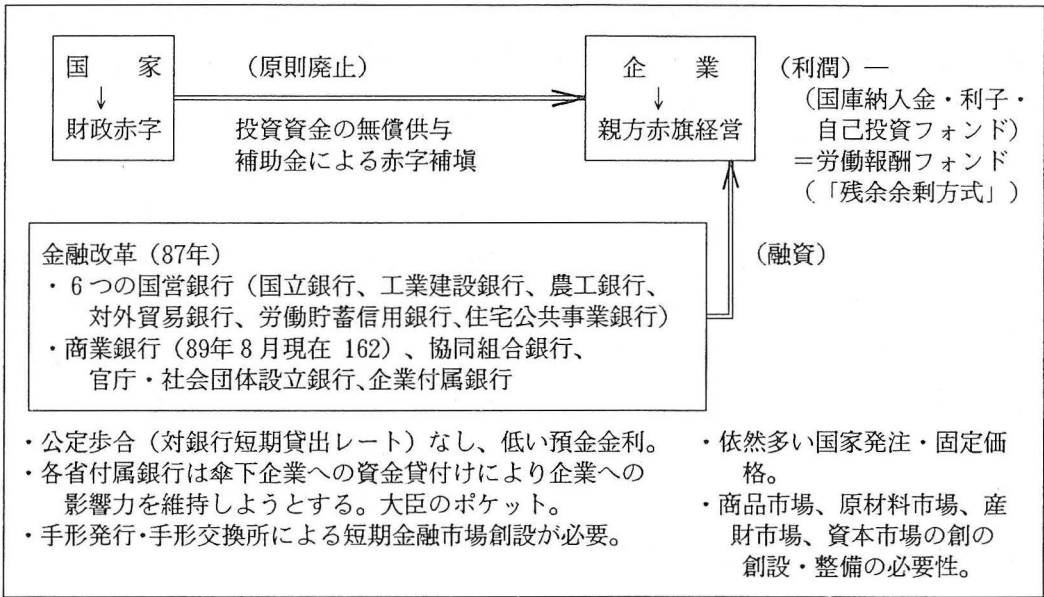 国　家
↓
財政赤字
（原則廃止）
投資資金の無償供与
補助金による赤字補塡
企　業
↓
親方赤旗経営
（利潤）―
（国庫納入金・利子・
自己投資フォンド）
＝労働報酬フォンド
（「残余余剰方式」）
（融資）
金融改革（87年）
・6つの国営銀行（国立銀行、工業建設銀行、農工銀行、
対外貿易銀行、労働貯蓄信用銀行、住宅公共事業銀行）
・商業銀行（89年8月現在 162）、協同組合銀行、
官庁・社会団体設立銀行、企業付属銀行
・公定歩合（対銀行短期貸出レート）なし、低い預金金利。
・各省付属銀行は傘下企業への資金貸付けにより企業への
影響力を維持しようとする。大臣のポケット。
・手形発行・手形交換所による短期金融市場創設が必要。
・依然多い国家発注・固定価
格。
・商品市場、原材料市場、産
財市場、資本市場の創の
創設・整備の必要性。